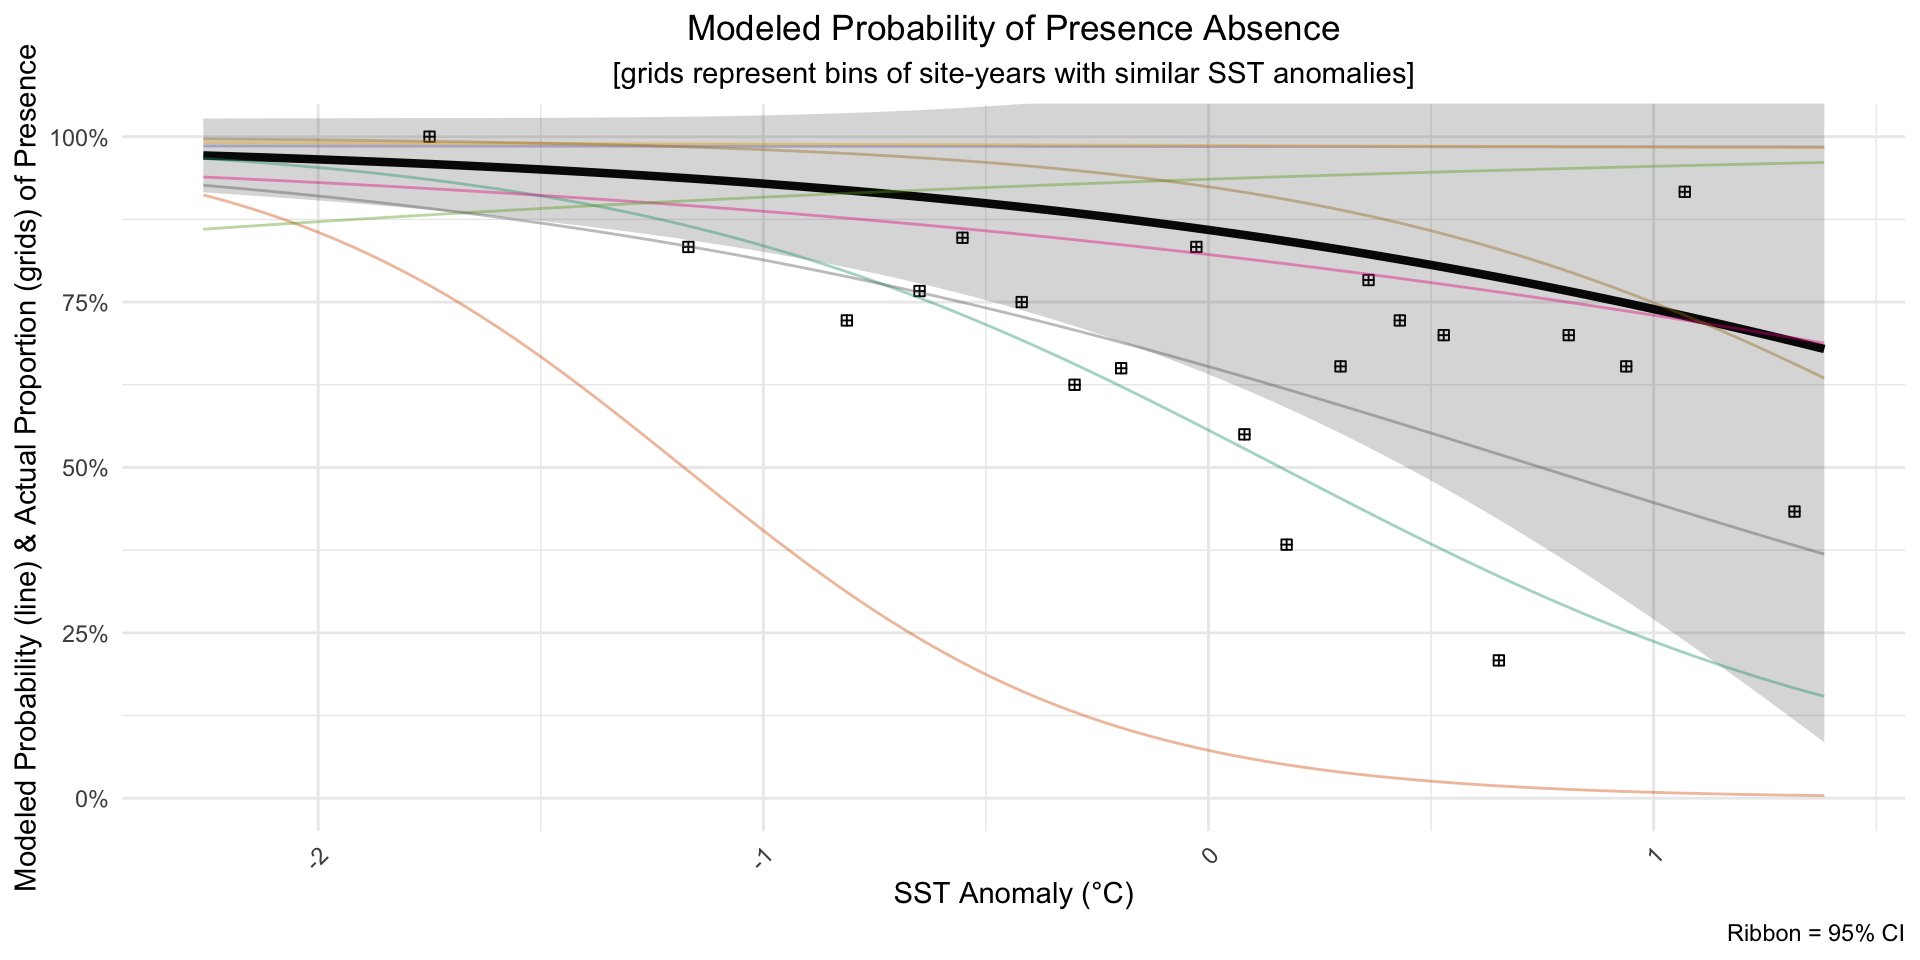 Modeled Probability of Presence Absence
[grids represent bins of site-years with similar SST anomalies]
Modeled Probability (line) & Actual Proportion (grids) of Presence
100%
75%
50%
25%
0%
-2
-1
0
1
SST Anomaly (°C)
Ribbon = 95% CI